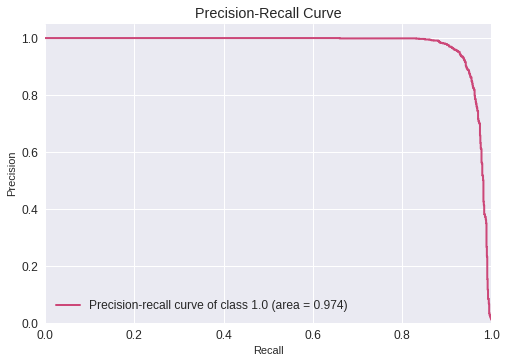 Precision-Recall Curve
1.0
0.8
0.6
0.4
0.2
0.0
Precision
Precision-recall curve of class 1.0 (area = 0.974)
0.0 0.2 0.4 0.6 0.8 1.0
Recall